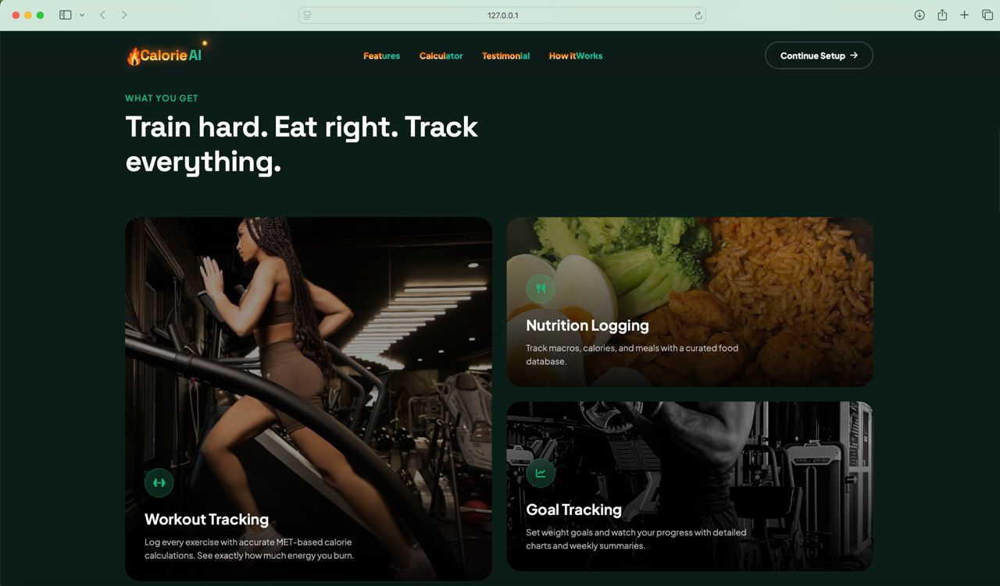 127.0.0.1
Calorie AI
Features
Calculator
Testimonial
How itWorks
Continue Setup →
WHAT YOU GET
Train hard. Eat right. Track
everything.
Nutrition Logging
Track macros, calories, and meals with a curated food
database.
Workout Tracking
Log every exercise with accurate MET-based calorie
calculations. See exactly how much energy you burn.
Goal Tracking
Set weight goals and watch your progress with detailed
charts and weekly summaries.